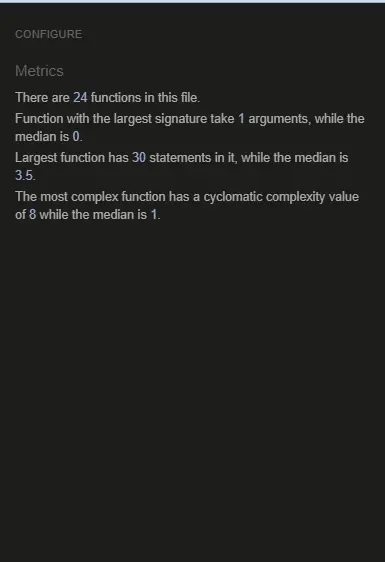 CONFIGURE
Metrics
There are 24 functions in this file.
Function with the largest signature take 1 arguments, while the
median is 0.
Largest function has 30 statements in it, while the median is
3.5.
The most complex function has a cyclomatic complexity value
of 8 while the median is 1.